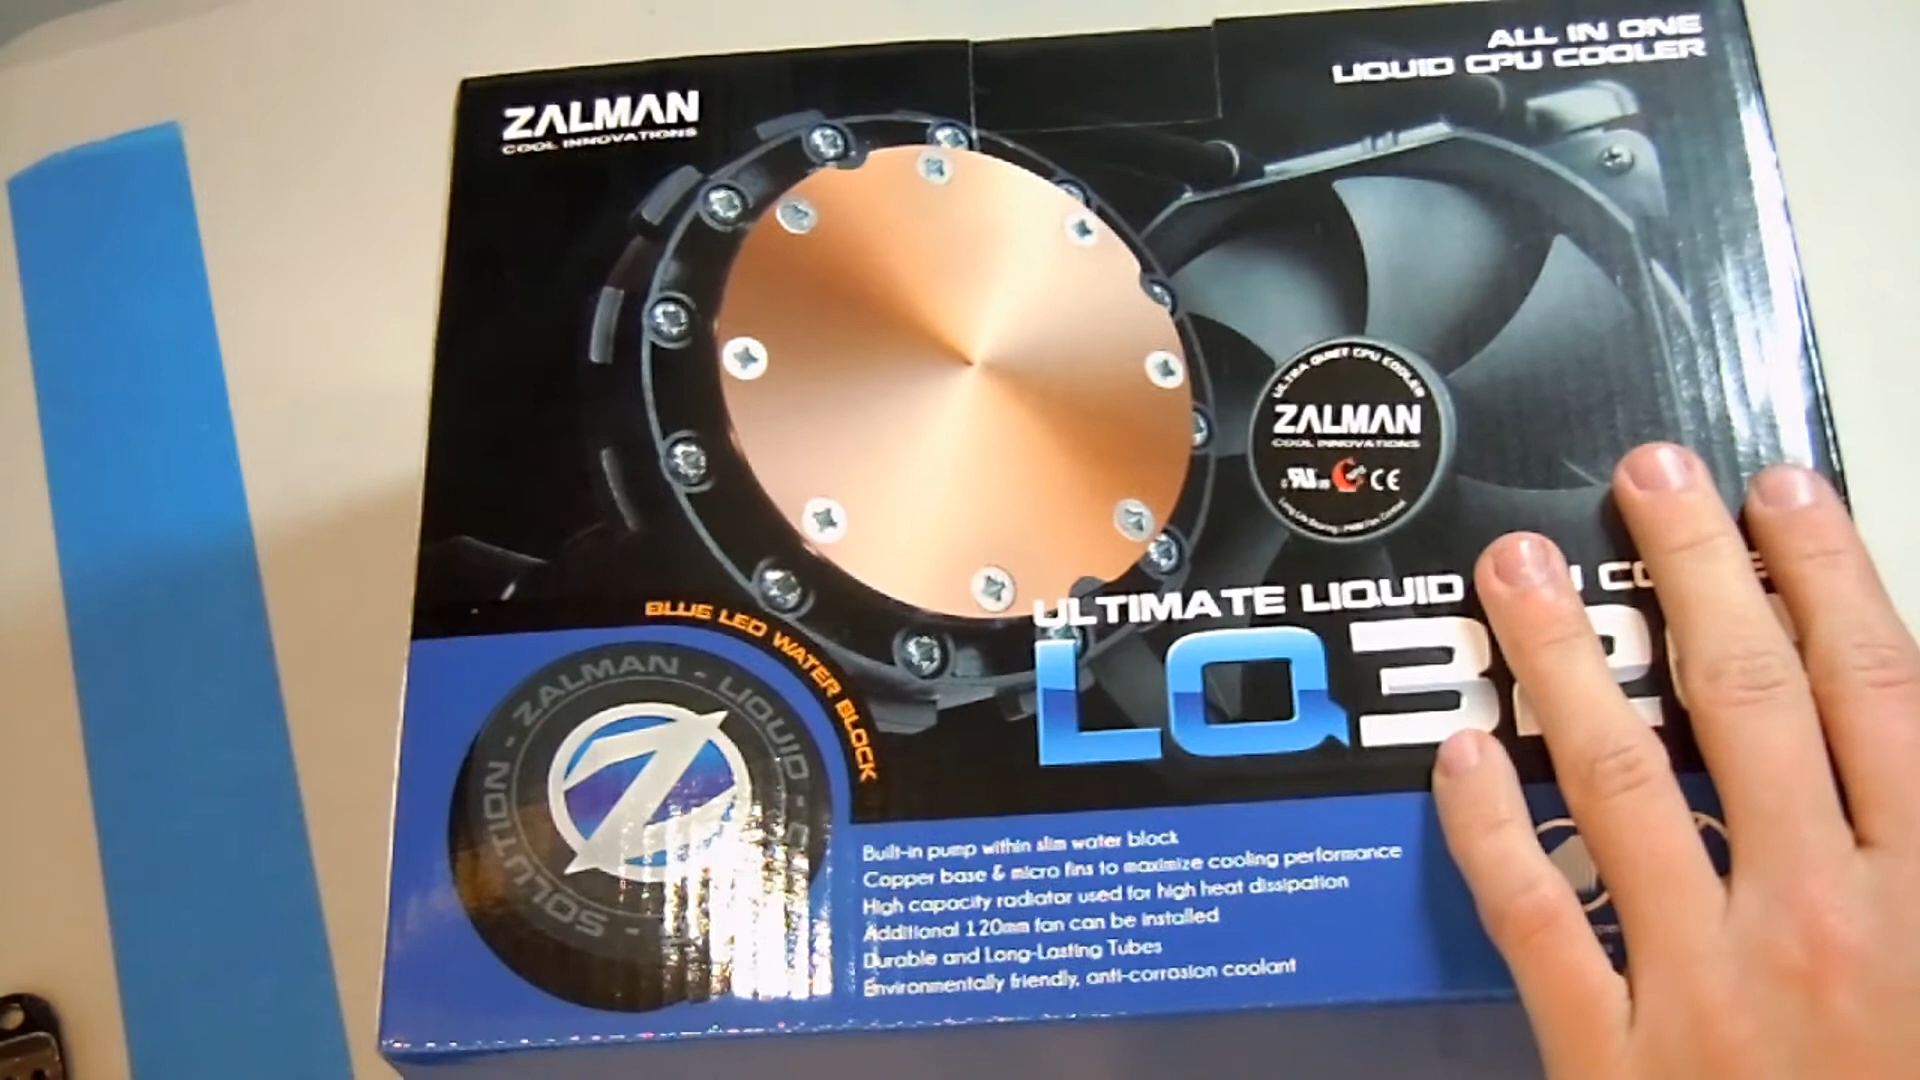 ALL IN ONE
LIQUID CPU COOLER
ZALMAN
COOL INNOVATIONS
ULTRA QUIET CPU COOLER
ZALMAN
COOL INNOVATIONS
CE
ULTIMATE LIQUID
LQ32
BLUE LED WATER BLOCK
ZALMAN - LIQUID -
SOLUTION -
Z
Built-in pump within slim water block
Copper base & micro fins to maximize cooling performance
High capacity radiator used for high heat dissipation
Additional 120mm fan can be installed
Durable and Long-Lasting Tubes
Environmentally friendly, anti-corrosion coolant